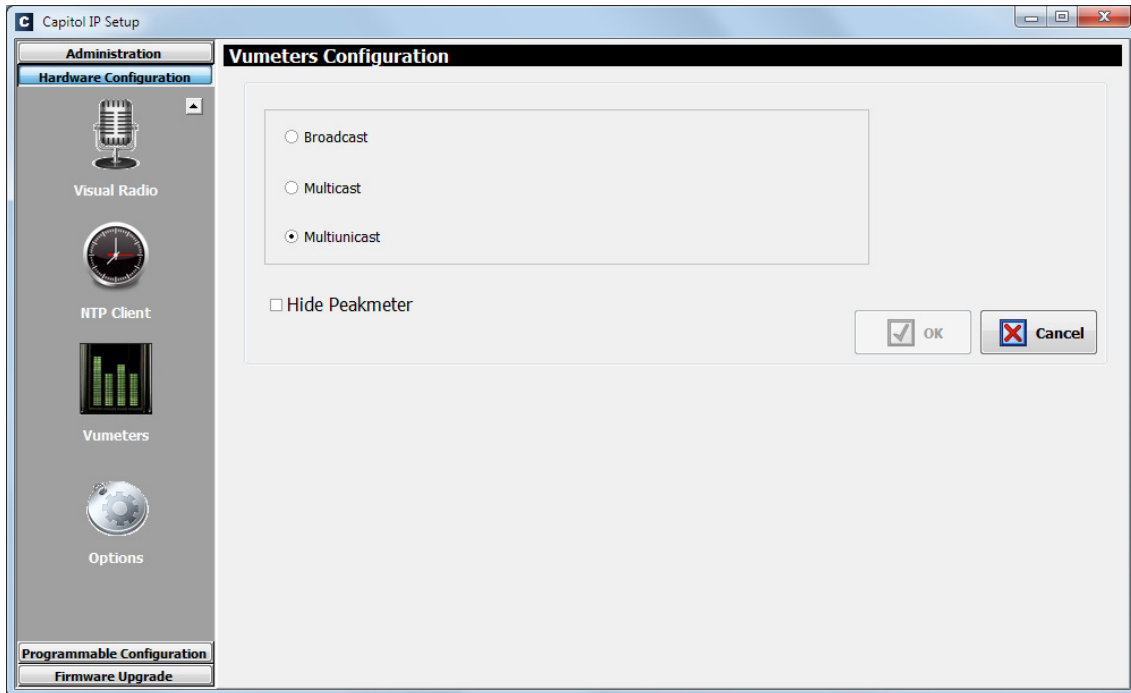 C Capitol IP Setup
Administration
Hardware Configuration
Visual Radio
NTP Client
Vumeters
Options
Programmable Configuration
Firmware Upgrade
Vumeters Configuration
Broadcast
Multicast
Multiunicast
Hide Peakmeter
OK
Cancel